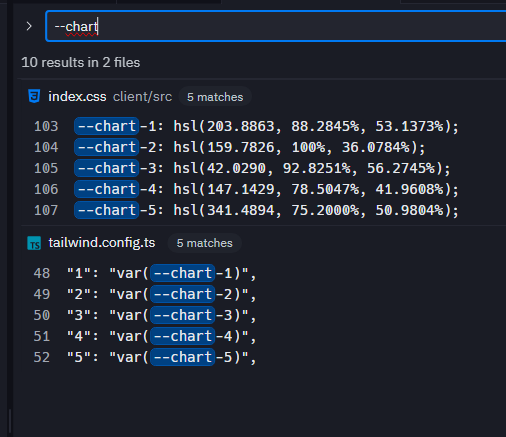 --chart
10 results in 2 files
index.css client/src 5 matches
103 --chart-1: hsl(203.8863, 88.2845%, 53.1373%);
104 --chart-2: hsl(159.7826, 100%, 36.0784%);
105 --chart-3: hsl(42.0290, 92.8251%, 56.2745%);
106 --chart-4: hsl(147.1429, 78.5047%, 41.9608%);
107 --chart-5: hsl(341.4894, 75.2000%, 50.9804%);
TS tailwind.config.ts 5 matches
48 "1": "var(--chart-1)",
49 "2": "var(--chart-2)",
50 "3": "var(--chart-3)",
51 "4": "var(--chart-4)",
52 "5": "var(--chart-5)",